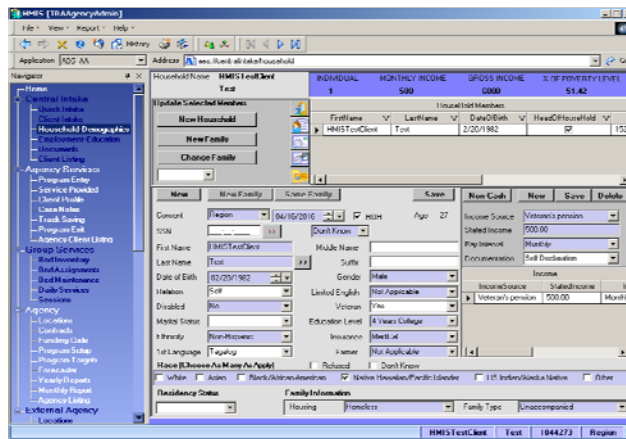 HMIS [TRAAgencyAdmin]
File View Report Help
History
Application ADS AA Address
Navigator
Household Name HMISTestClient
Test
INDIVIDUAL MONTHLY INCOME GROSS INCOME % OF POVERTY LEVEL
1 500 6000 51.42
Home
Central Intake
Quick Intake
Client Intake
Household Demographics
Employment-Education
Documents
Client Listing
Agency Services
Program Entry
Service Provided
Client Profile
Case Notes
Track Saving
Program Exit
Agency Client Listing
Group Services
Bed Inventory
Bed Assignments
Bed Maintenance
Daily Services
Sessions
Agency
Locations
Contracts
Funding Code
Program Setup
Program Targets
Forecaster
Yearly Reports
Monthly Report
Agency Listing
External Agency
Locations
Update Selected Members
New Household
New Family
Change Family
Household Members
FirstName LastName DateOfBirth HeadOfHousehold
HMISTestClient Test 2/20/1982
New New Family Same Family Save
Consent Region 04/16/2016 HOH Age 27
SSN >> Don't Know
First Name HMISTestClient Middle Name
Last Name Test >> Suffix
Date of Birth 02/20/1982 Gender Male
Relation Self Limited English Not Applicable
Disabled No Veteran Yes
Marital Status Education Level 4 Years College
Ethnicity Non-Hispanic Insurance Medi-Cal
1st Language Tagalog Farmer Not Applicable
Race [Choose As Many As Apply] Refused Don't Know
White Asian Black/African-American Native Hawaiian/Pacific Islander US Indian/Alaska Native Other
Residency Status Family Information
Housing Homeless Family Type Unaccompanied
Non Cash New Save Delete
Income Source Veteran's pension
Stated Income 500.00
Pay Interval Monthly
Documentation Self Declaration
Income
IncomeSource StatedIncome
Veteran's pension 500.00
HMISTestClient Test 1044273 Region